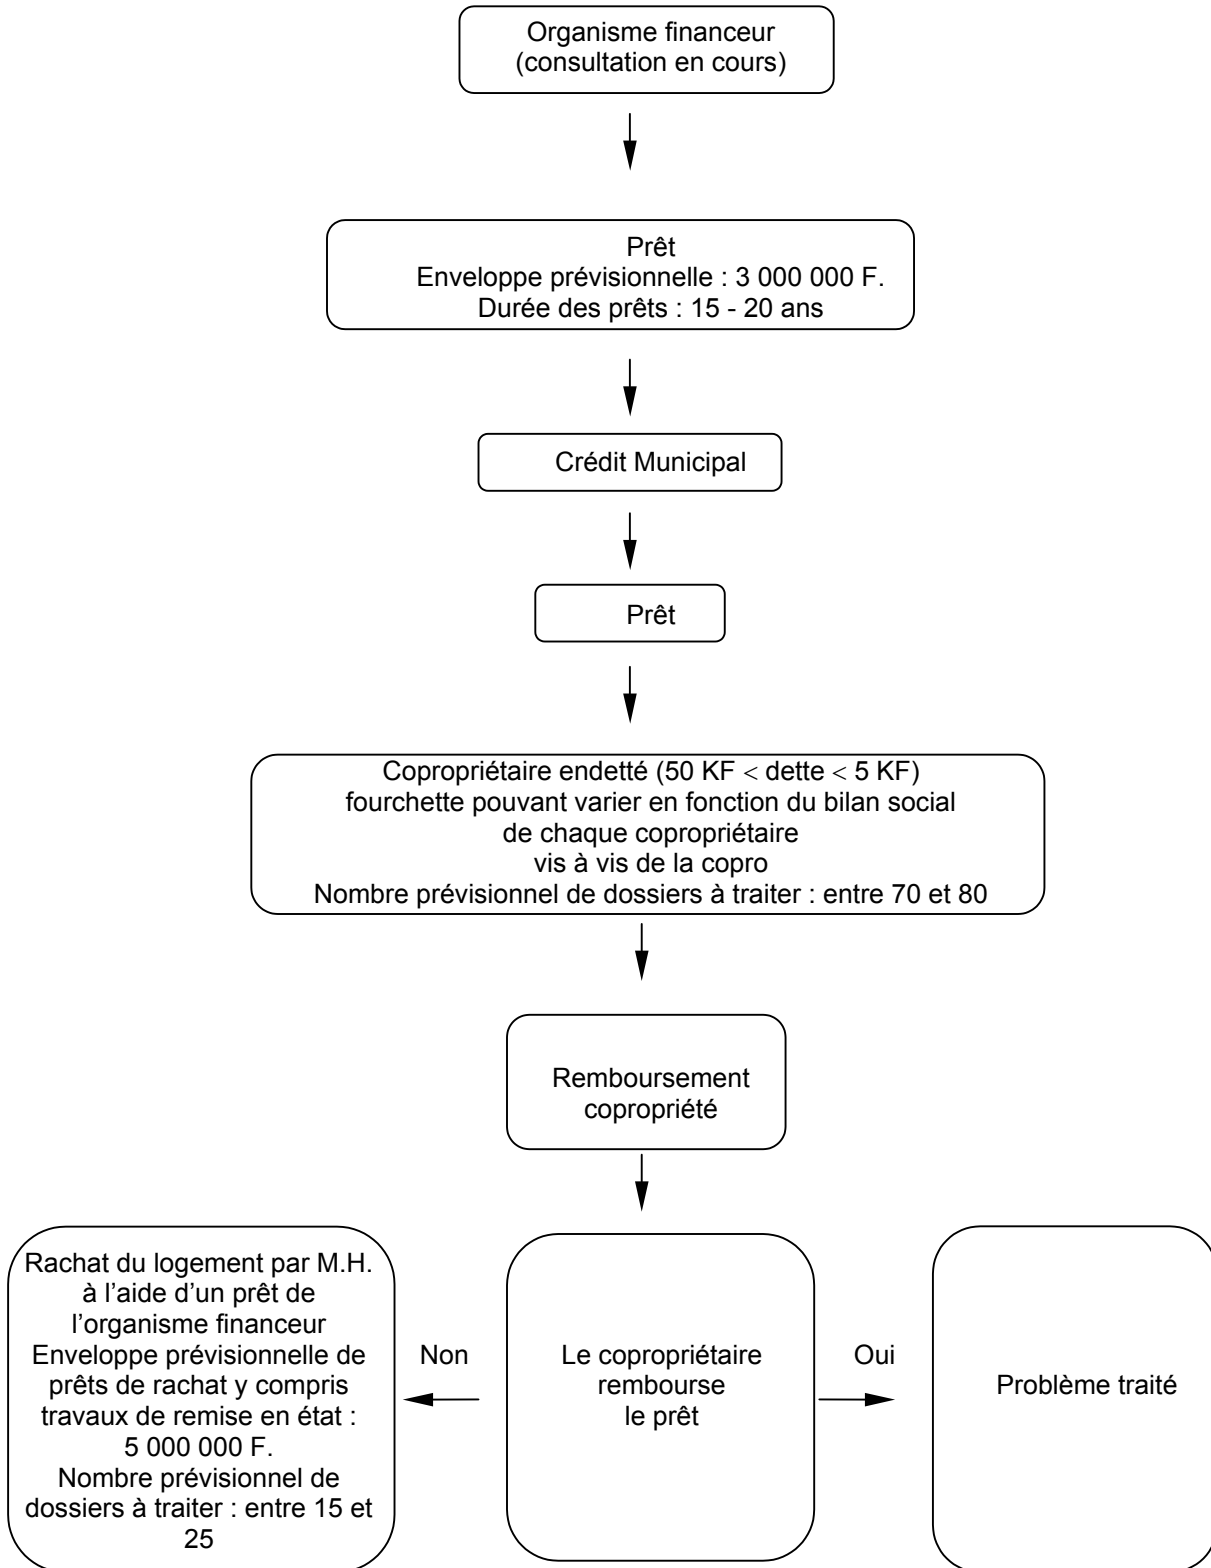 Organisme financeur
(consultation en cours)
Prêt
Enveloppe prévisionnelle : 3 000 000 F.
Durée des prêts : 15 - 20 ans
Crédit Municipal
Prêt
Copropriétaire endetté (50 KF < dette < 5 KF)
fourchette pouvant varier en fonction du bilan social
de chaque copropriétaire
vis à vis de la copro
Nombre prévisionnel de dossiers à traiter : entre 70 et 80
Remboursement
copropriété
Rachat du logement par M.H.
à l’aide d’un prêt de
l’organisme financeur
Enveloppe prévisionnelle de
prêts de rachat y compris
travaux de remise en état :
5 000 000 F.
Nombre prévisionnel de
dossiers à traiter : entre 15 et
25
Non
Le copropriétaire
rembourse
le prêt
Oui
Problème traité